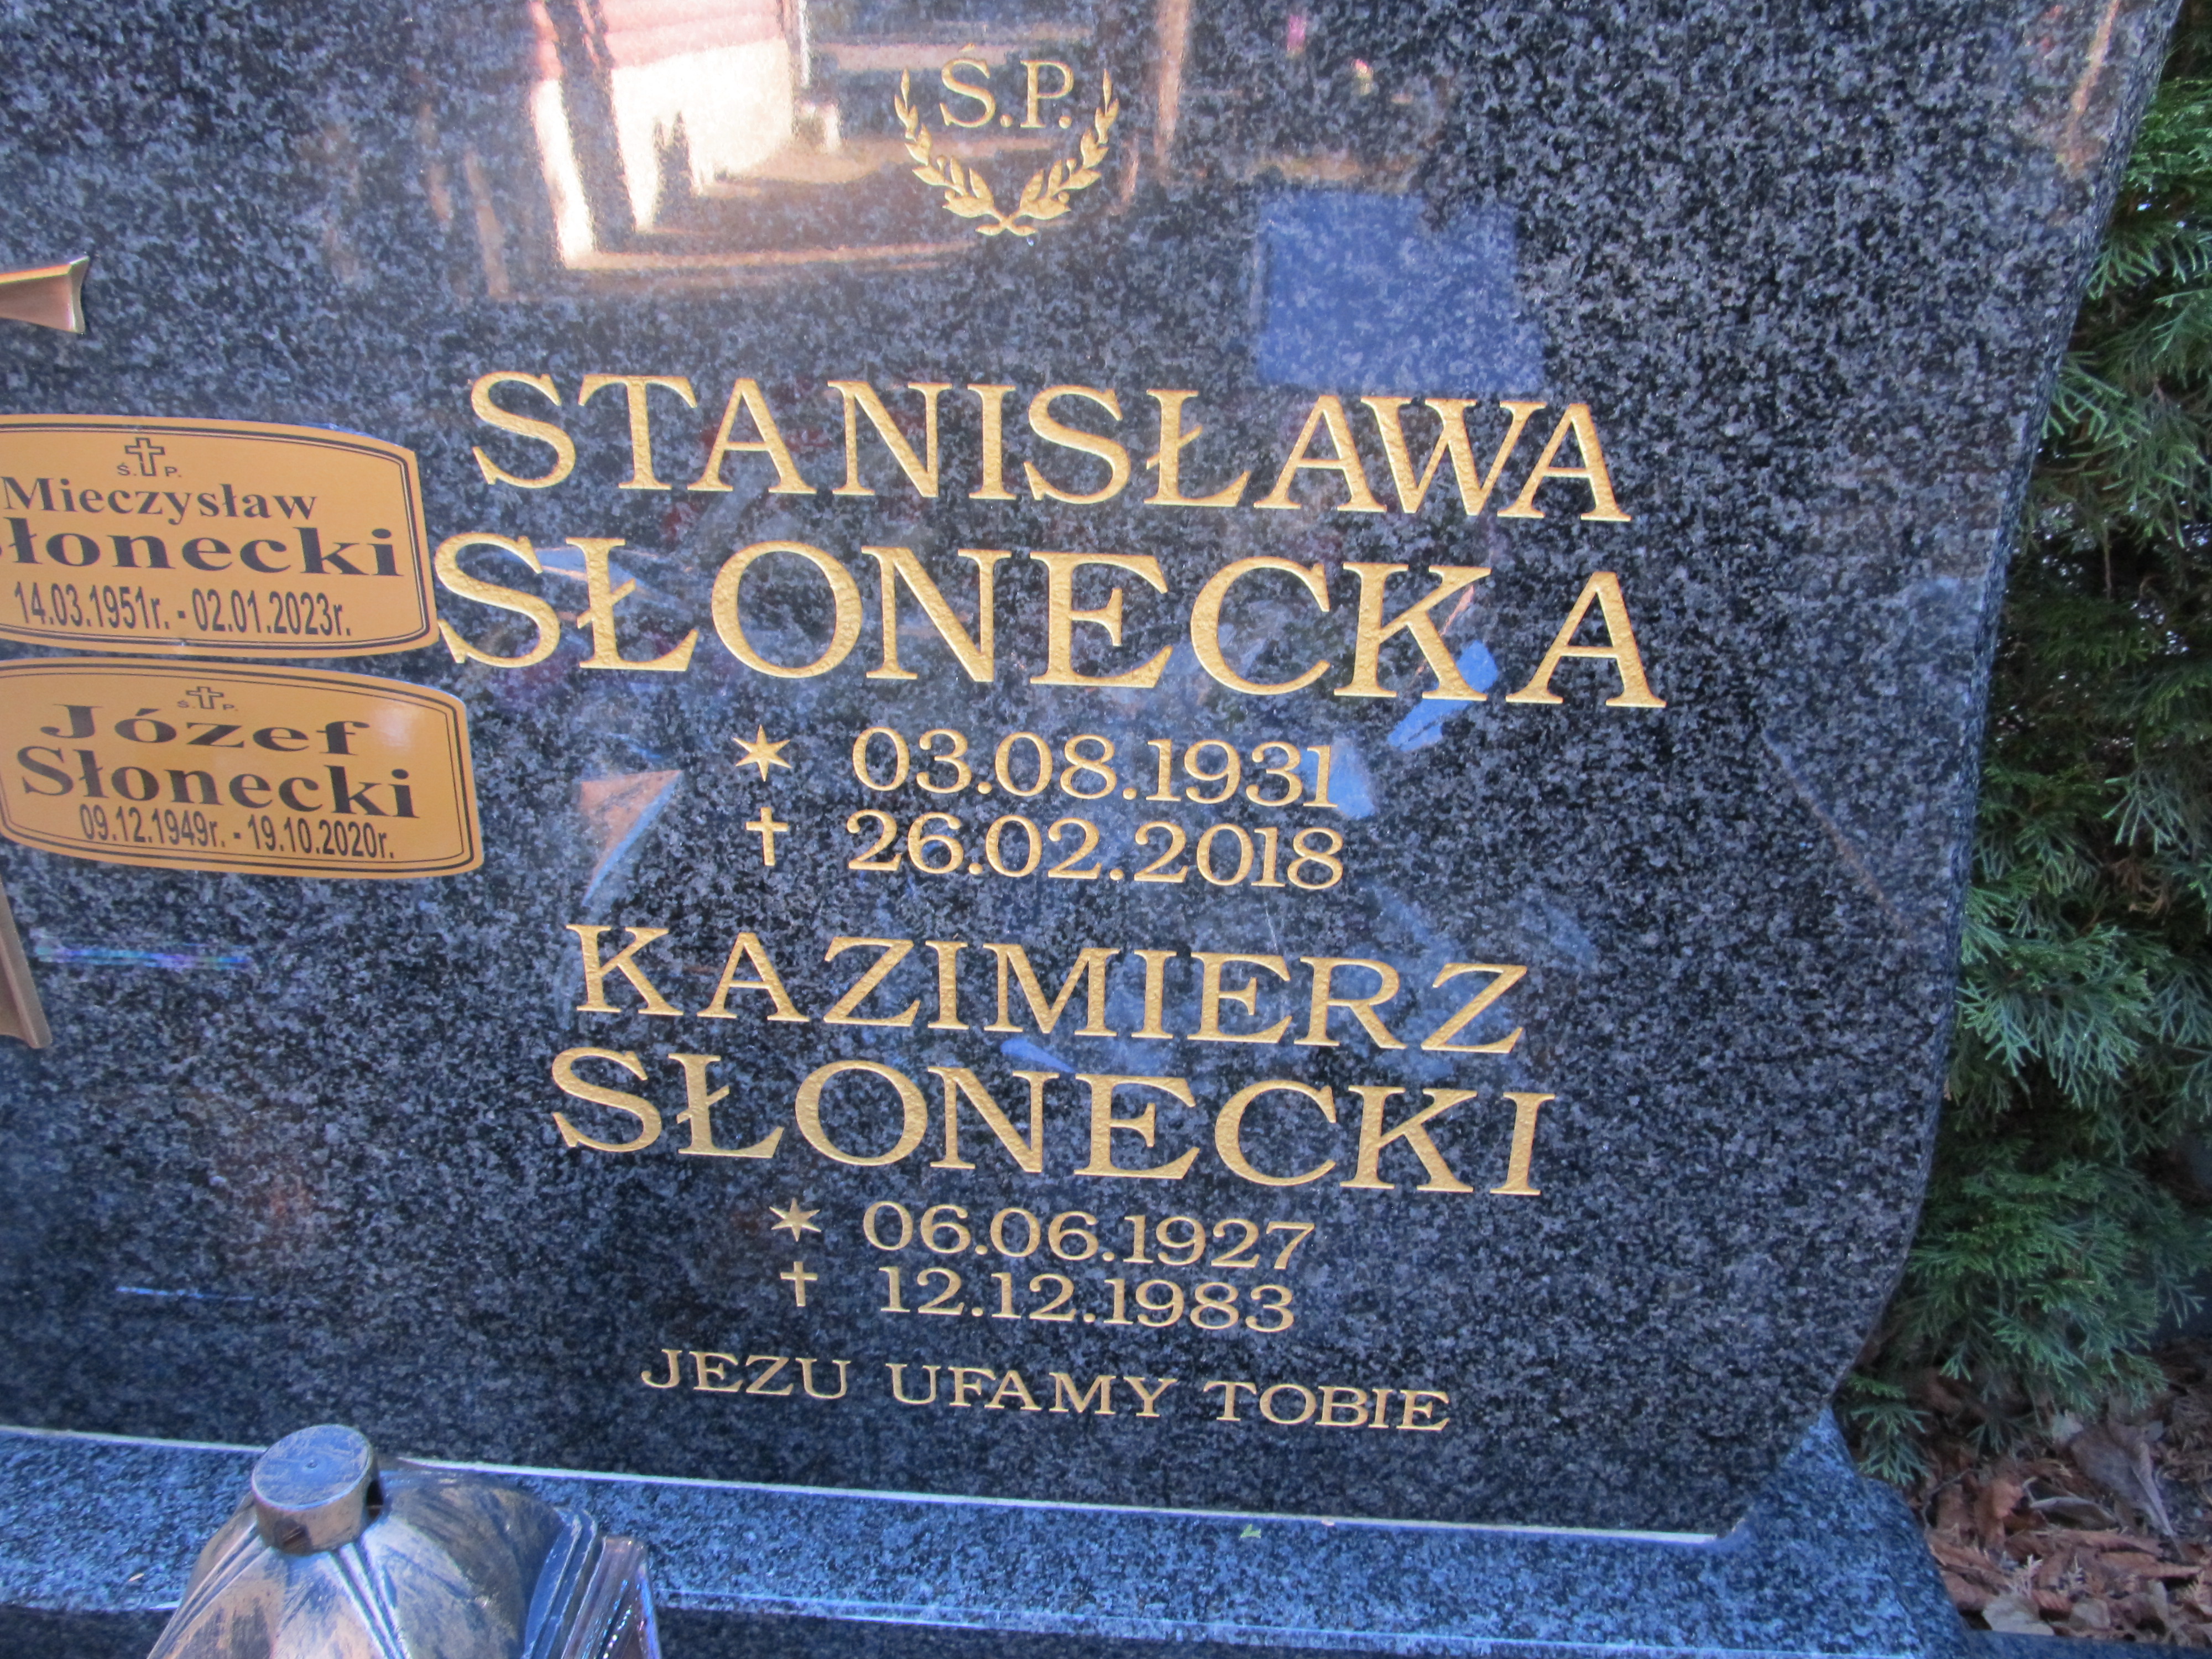 Ś.P.
STANISŁAWA
SŁONECKA
03.08.1931
26.02.2018
KAZIMIERZ
SŁONECKI
06.06.1927
12.12.1983
JEZU UFAMY TOBIE
Ś. P.
Mieczysław
Słonecki
14.03.1951r. - 02.01.2023r.
Ś. P.
Józef
Słonecki
09.12.1949r. - 19.10.2020r.